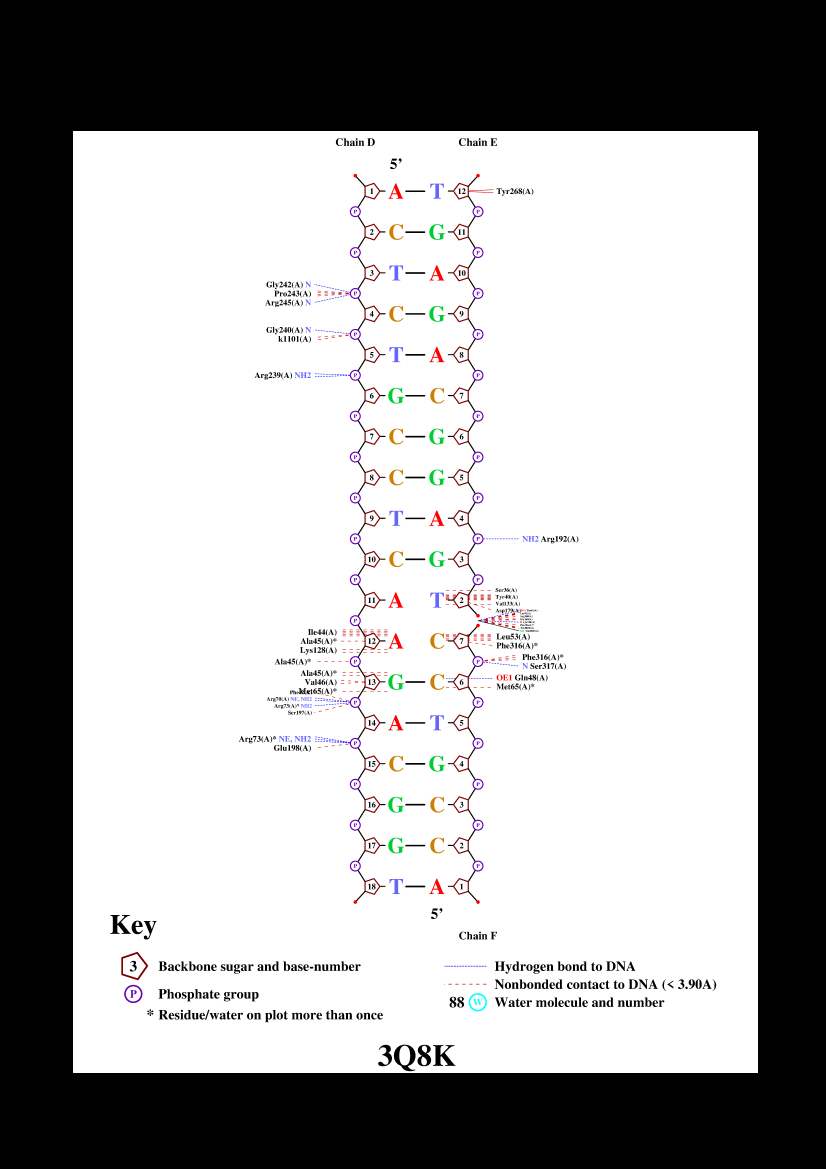 Chain D Chain E
5’
1 A T 12 Tyr268(A)
P P
2 C G 11
P P
3 T A 10
Gly242(A) N
Pro243(A) P P
Arg245(A) N
4 C G 9
Gly240(A) N P P
k1101(A)
5 T A 8
Arg239(A) NH2 P P
6 G C 7
P P
7 C G 6
P P
8 C G 5
P P
9 T A 4
P P NH2 Arg192(A)
10 C G 3
P P
Ser36(A)
11 A T 2 Tyr40(A)
Val133(A)
Asp179(A)
P
Ile44(A)
Ala45(A)* 12 A C 7 Leu53(A)
Lys128(A) Phe316(A)*
Phe316(A)*
Ala45(A)* P P
N Ser317(A)
Ala45(A)*
Val46(A) 13 G C 6 OE1 Gln48(A)
Met65(A)* Met65(A)*
Arg70(A) NE, NH2 P P
Arg73(A)* NH2
Ser197(A)
14 A T 5
Arg73(A)* NE, NH2 P P
Glu198(A)
15 C G 4
P P
16 G C 3
P P
17 G C 2
P P
18 T A 1
5’
Chain F
Key
3 Backbone sugar and base-number
P Phosphate group
* Residue/water on plot more than once
Hydrogen bond to DNA
Nonbonded contact to DNA (< 3.90A)
88 W Water molecule and number
3Q8K